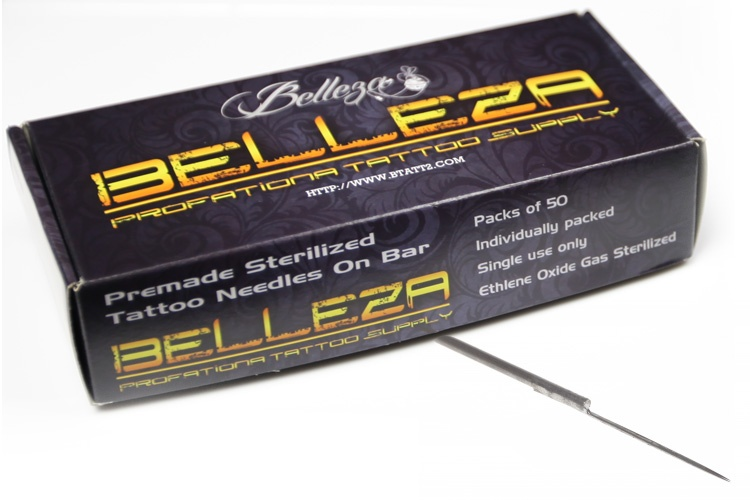 Belleza
BELLEZA
PROFATIONA TATTOO SUPPLY
HTTP://WWW.BTATT2.COM
Premade Sterilized
Tattoo Needles On Bar
BELLEZA
PROFATIONA TATTOO SUPPLY
Packs of 50
Individually packed
Single use only
Ethlene Oxide Gas Sterilized